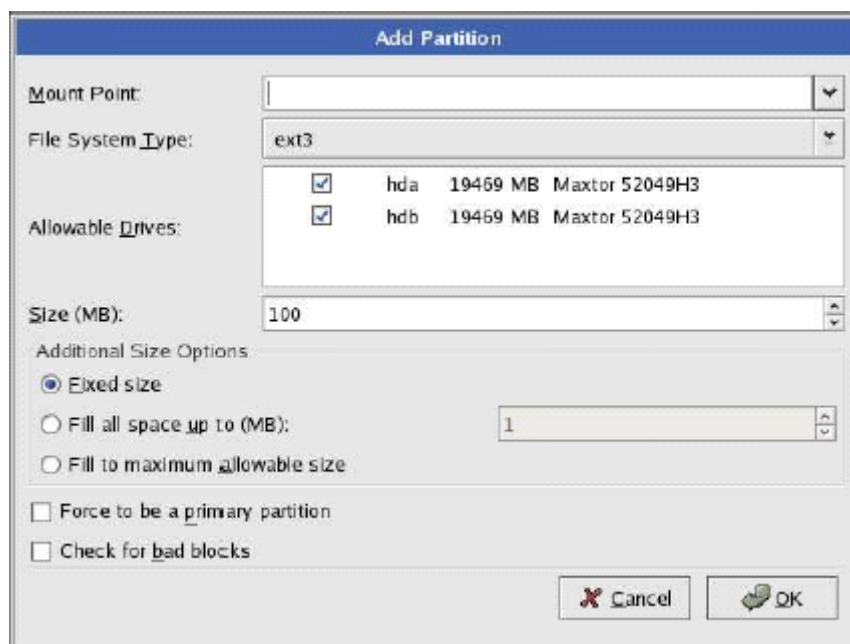 Add Partition
Mount Point:
File System Type: ext3
Allowable Drives:
hda 19469 MB Maxtor 52049H3
hdb 19469 MB Maxtor 52049H3
Size (MB): 100
Additional Size Options
Fixed size
Fill all space up to (MB): 1
Fill to maximum allowable size
Force to be a primary partition
Check for bad blocks
Cancel OK